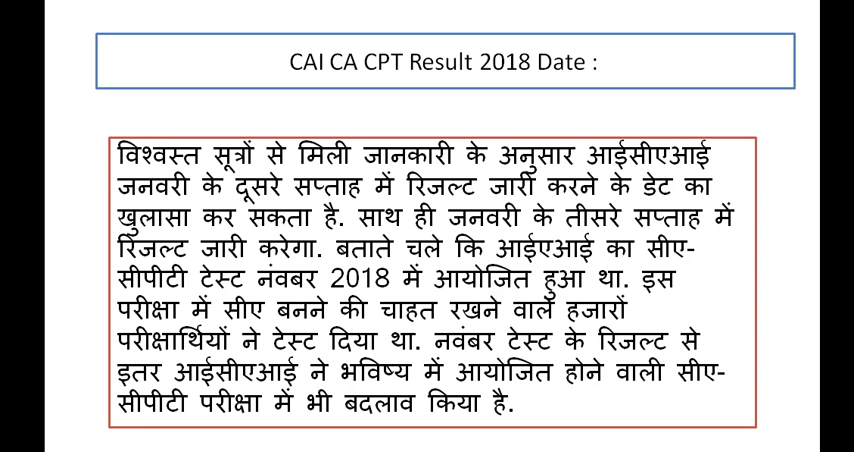 CAI CA CPT Result 2018 Date :
विश्वस्त सूत्रों से मिली जानकारी के अनुसार आईसीएआई
जनवरी के दूसरे सप्ताह में रिजल्ट जारी करने के डेट का
खुलासा कर सकता है. साथ ही जनवरी के तीसरे सप्ताह में
रिजल्ट जारी करेगा. बताते चले कि आईएआई का सीए-
सीपीटी टेस्ट नंवबर 2018 में आयोजित हुआ था. इस
परीक्षा में सीए बनने की चाहत रखने वाले हजारों
परीक्षार्थियों ने टेस्ट दिया था. नवंबर टेस्ट के रिजल्ट से
इतर आईसीएआई ने भविष्य में आयोजित होने वाली सीए-
सीपीटी परीक्षा में भी बदलाव किया है.